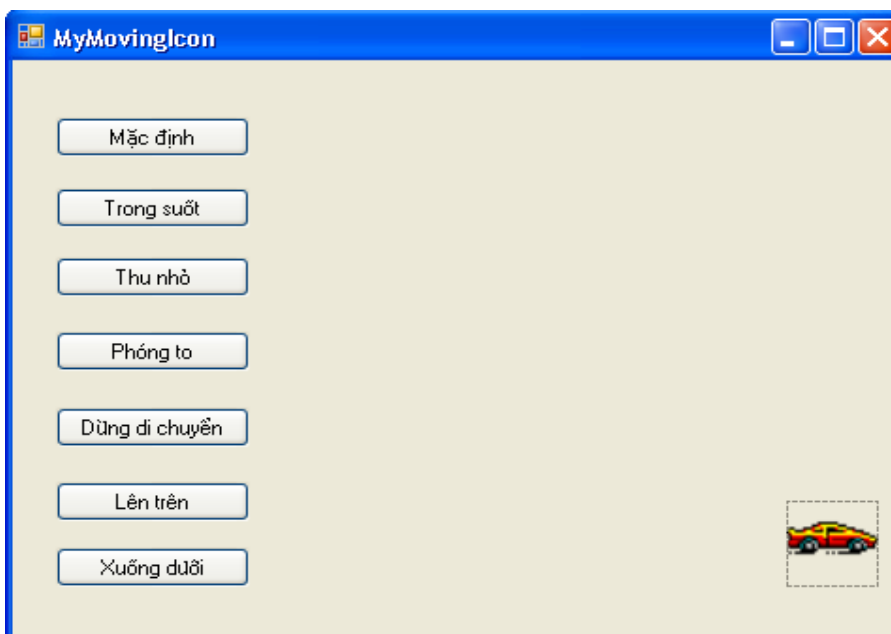 MyMovingIcon
Mặc định
Trong suốt
Thu nhỏ
Phóng to
Dừng di chuyển
Lên trên
Xuống dưới